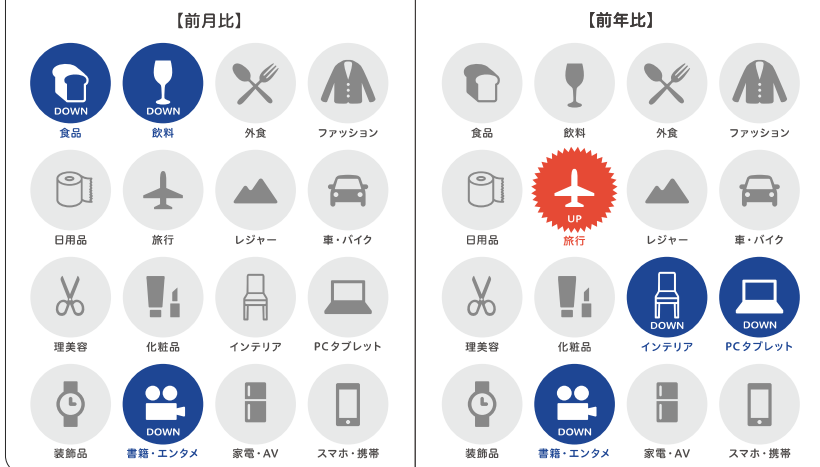 【前月比】
DOWN
DOWN
食品
飲料
外食
ファッション
日用品
旅行
レジャー
車・バイク
理美容
化粧品
インテリア
PCタブレット
DOWN
装飾品
書籍・エンタメ
家電・AV
スマホ・携帯
【前年比】
食品
飲料
外食
ファッション
UP
日用品
旅行
レジャー
車・バイク
DOWN
DOWN
理美容
化粧品
インテリア
PCタブレット
DOWN
装飾品
書籍・エンタメ
家電・AV
スマホ・携帯